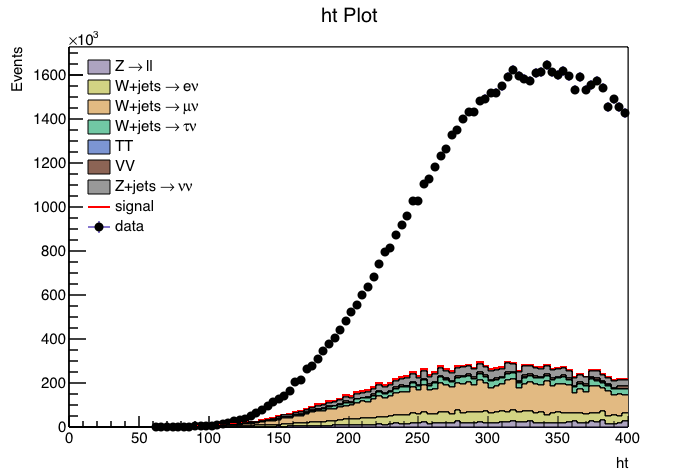 ht Plot
×10³
Events
Z → ll
W+jets → eν
W+jets → μν
W+jets → τν
TT
VV
Z+jets → νν
signal
data
1600
1400
1200
1000
800
600
400
200
0
0 50 100 150 200 250 300 350 400
ht